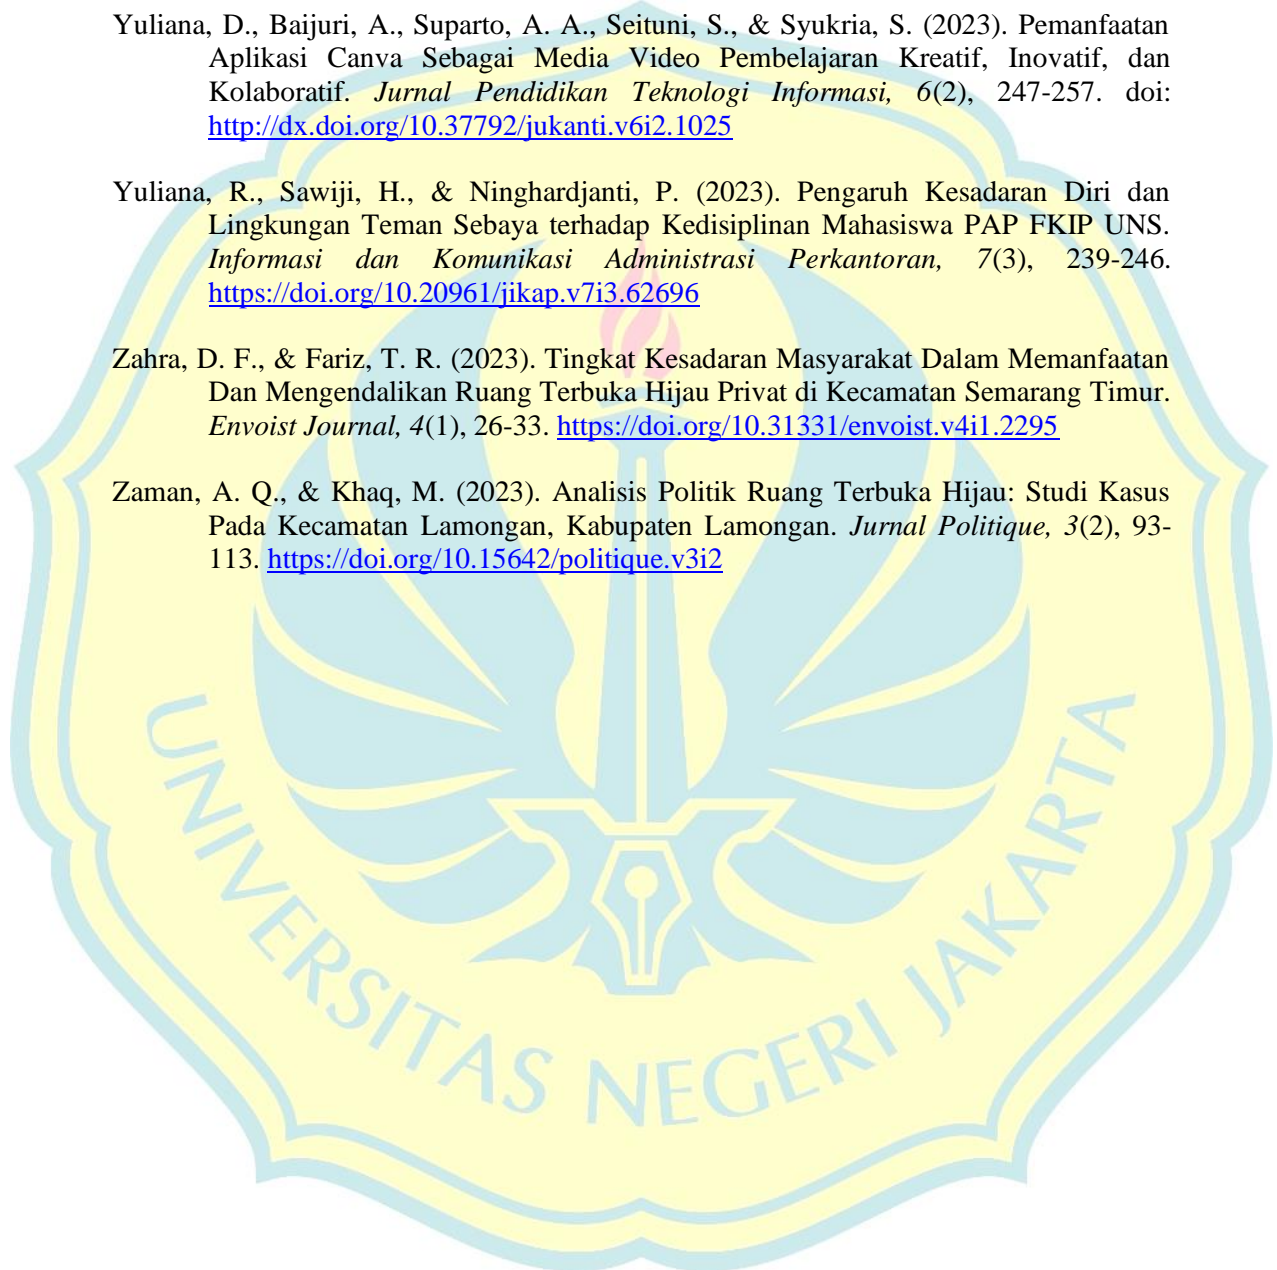 Yuliana, D., Baijuri, A., Suparto, A. A., Seituni, S., & Syukria, S. (2023). Pemanfaatan
Aplikasi Canva Sebagai Media Video Pembelajaran Kreatif, Inovatif, dan
Kolaboratif. Jurnal Pendidikan Teknologi Informasi, 6(2), 247-257. doi:
http://dx.doi.org/10.37792/jukanti.v6i2.1025
Yuliana, R., Sawiji, H., & Ninghardjanti, P. (2023). Pengaruh Kesadaran Diri dan
Lingkungan Teman Sebaya terhadap Kedisiplinan Mahasiswa PAP FKIP UNS.
Informasi dan Komunikasi Administrasi Perkantoran, 7(3), 239-246.
https://doi.org/10.20961/jikap.v7i3.62696
Zahra, D. F., & Fariz, T. R. (2023). Tingkat Kesadaran Masyarakat Dalam Memanfaatan
Dan Mengendalikan Ruang Terbuka Hijau Privat di Kecamatan Semarang Timur.
Envoist Journal, 4(1), 26-33. https://doi.org/10.31331/envoist.v4i1.2295
Zaman, A. Q., & Khaq, M. (2023). Analisis Politik Ruang Terbuka Hijau: Studi Kasus
Pada Kecamatan Lamongan, Kabupaten Lamongan. Jurnal Politique, 3(2), 93-
113. https://doi.org/10.15642/politique.v3i2
UNIVERSITAS NEGERI JAKARTA